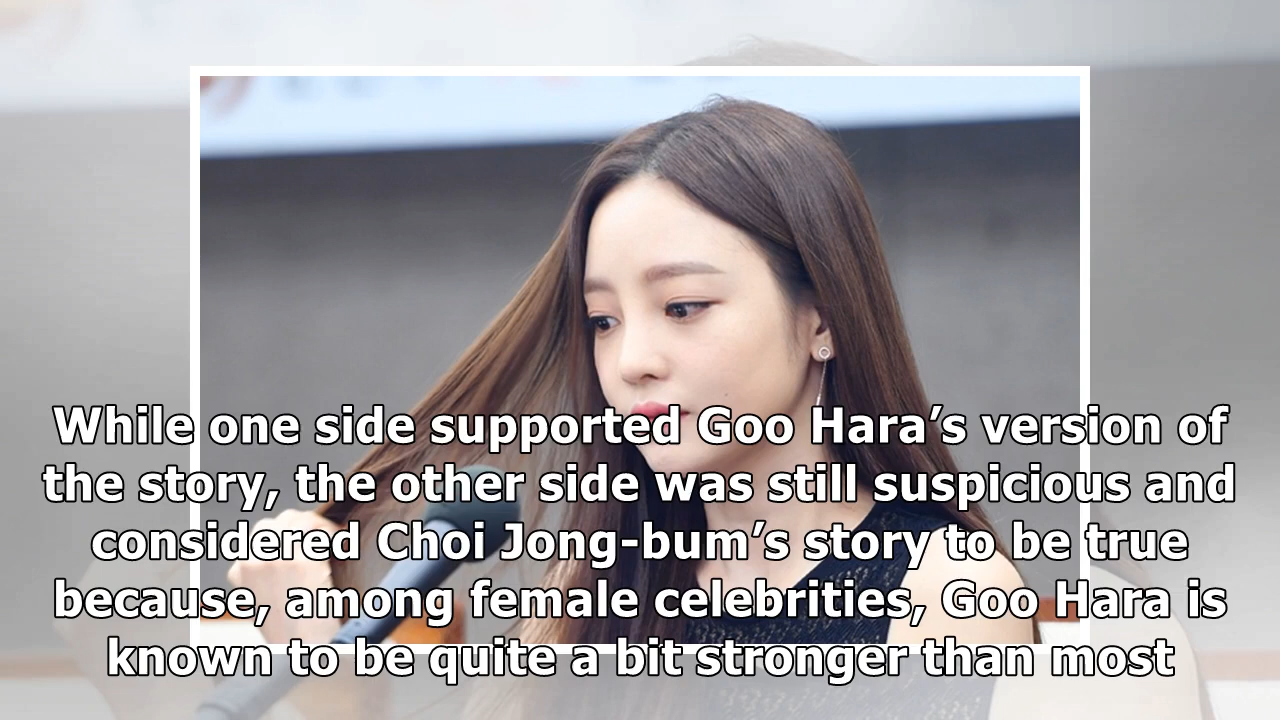 While one side supported Goo Hara’s version of
the story, the other side was still suspicious and
considered Choi Jong-bum’s story to be true
because, among female celebrities, Goo Hara is
known to be quite a bit stronger than most